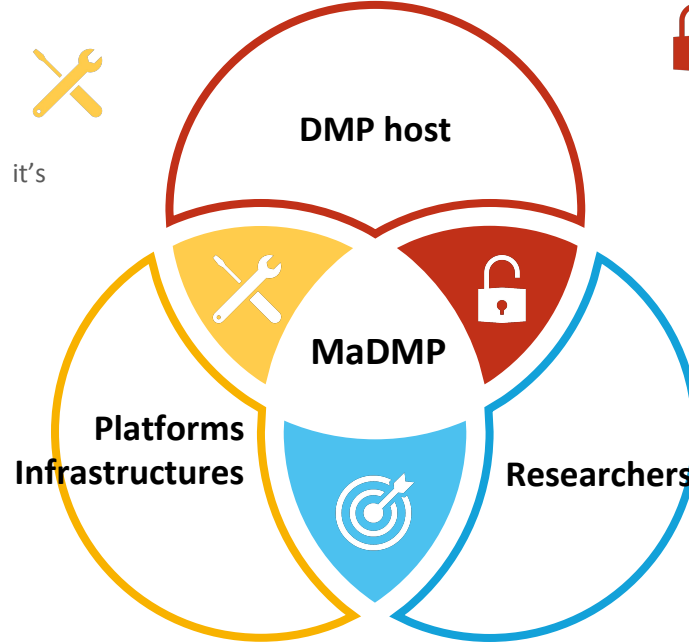 DMP host
it's
MaDMP
Platforms
Infrastructures
Researchers